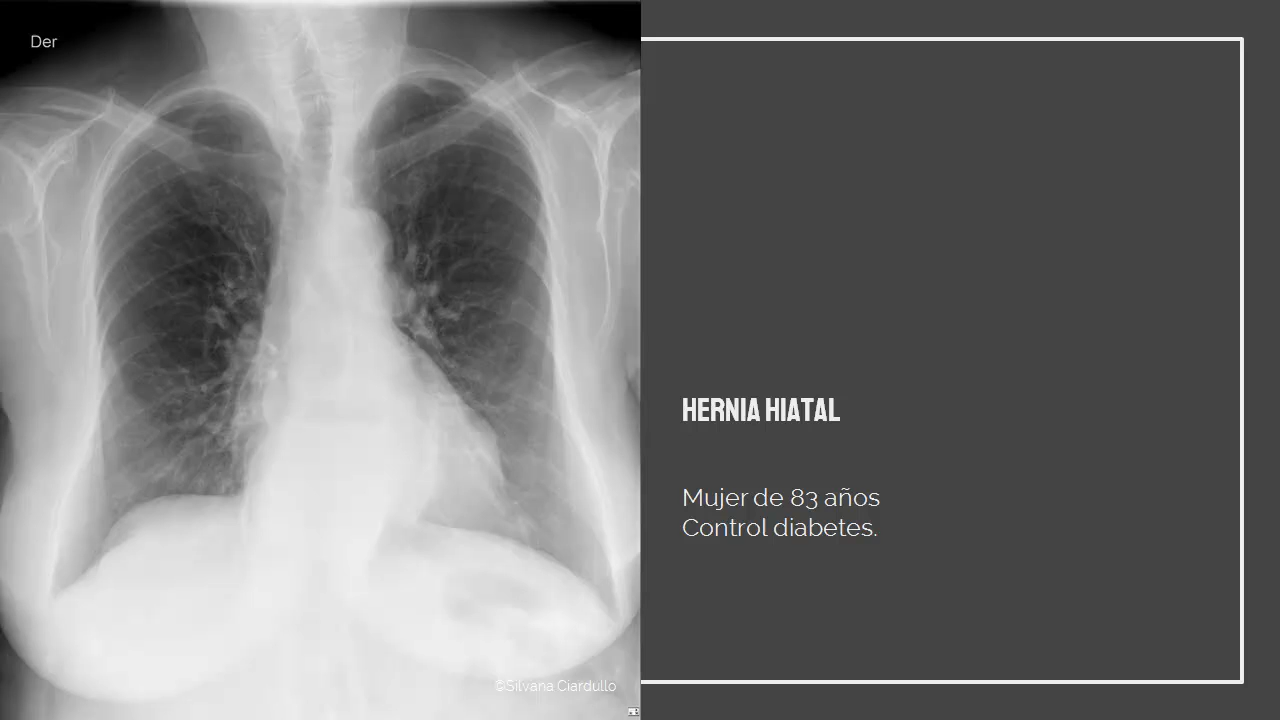 Der
HERNIA HIATAL
Mujer de 83 años
Control diabetes.
©Silvana Ciardullo